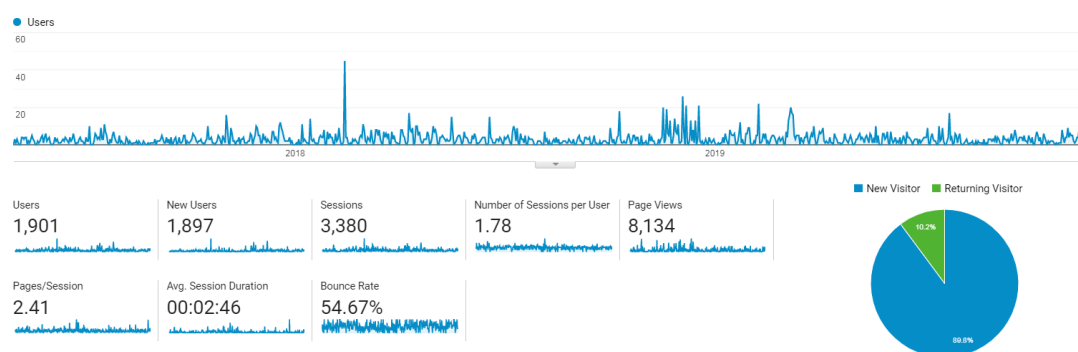 Users
60
40
20
2018
2019
New Visitor Returning Visitor
Users New Users Sessions Number of Sessions per User Page Views
1,901 1,897 3,380 1.78 8,134
10.2%
Pages/Session Avg. Session Duration Bounce Rate
2.41 00:02:46 54.67%
89.8%